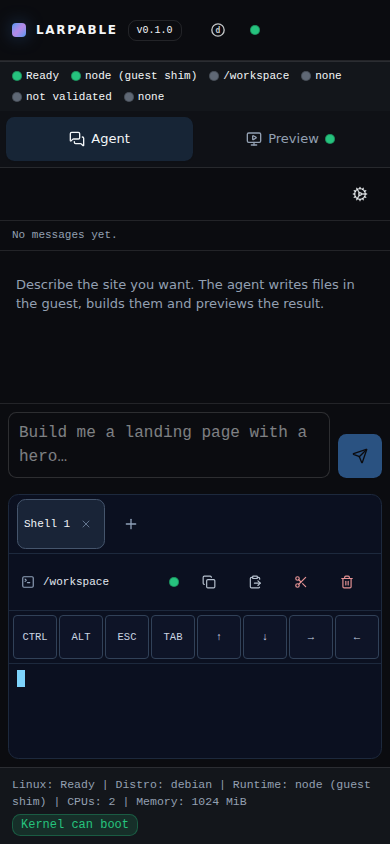 LARPABLE v0.1.0 d
Ready node (guest shim) /workspace none
not validated none
Agent Preview
No messages yet.
Describe the site you want. The agent writes files in
the guest, builds them and previews the result.
Build me a landing page with a
hero…
Shell 1
/workspace
CTRL ALT ESC TAB ↑ ↓ → ←
Linux: Ready | Distro: debian | Runtime: node (guest
shim) | CPUs: 2 | Memory: 1024 MiB
Kernel can boot